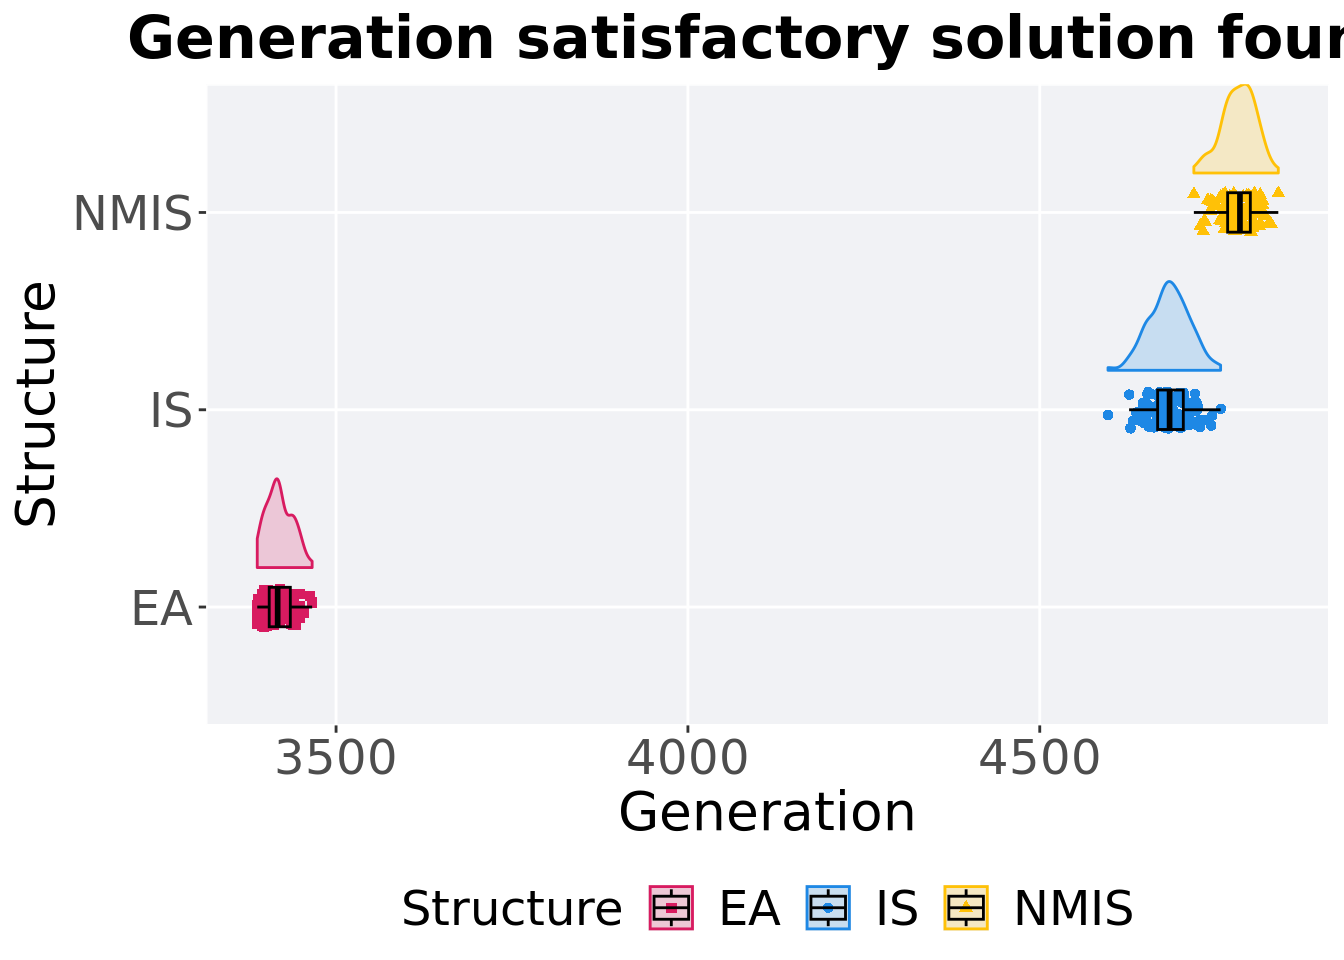 Generation satisfactory solution four
NMIS
IS
EA
Structure
3500 4000 4500
Generation
Structure EA IS NMIS